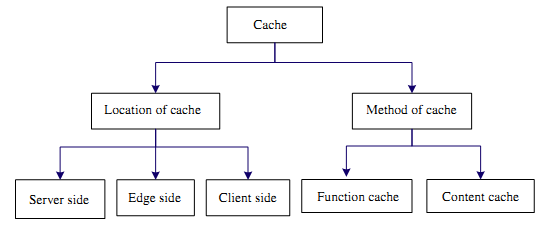 Cache
Location of cache
Method of cache
Server side
Edge side
Client side
Function cache
Content cache